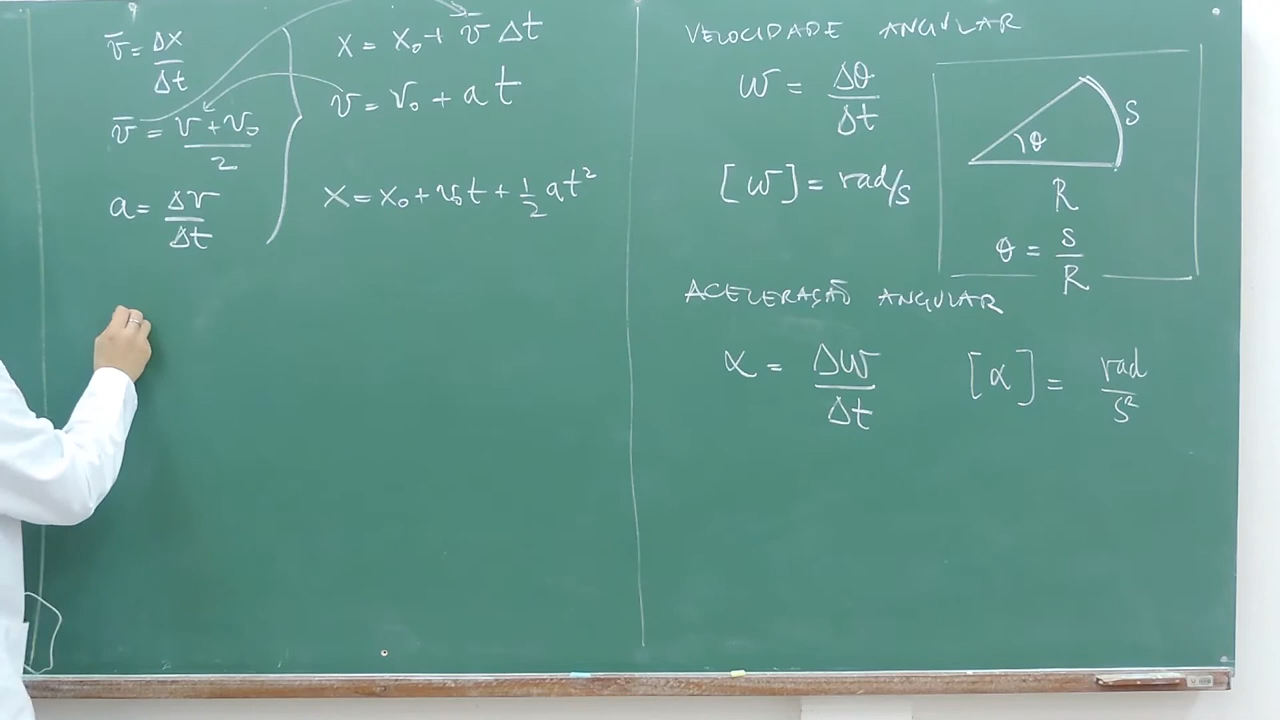 v̄ = Δx/Δt
v̄ = (v + v₀)/2
a = Δv/Δt
x = x₀ + v̄ Δt
v = v₀ + a t
x = x₀ + v₀t + 1/2 at²
VELOCIDADE ANGULAR
w = Δθ/Δt
[w] = rad/s
θ
S
R
θ = S/R
ACELERAÇÃO ANGULAR
α = Δw/Δt
[α] = rad/s²